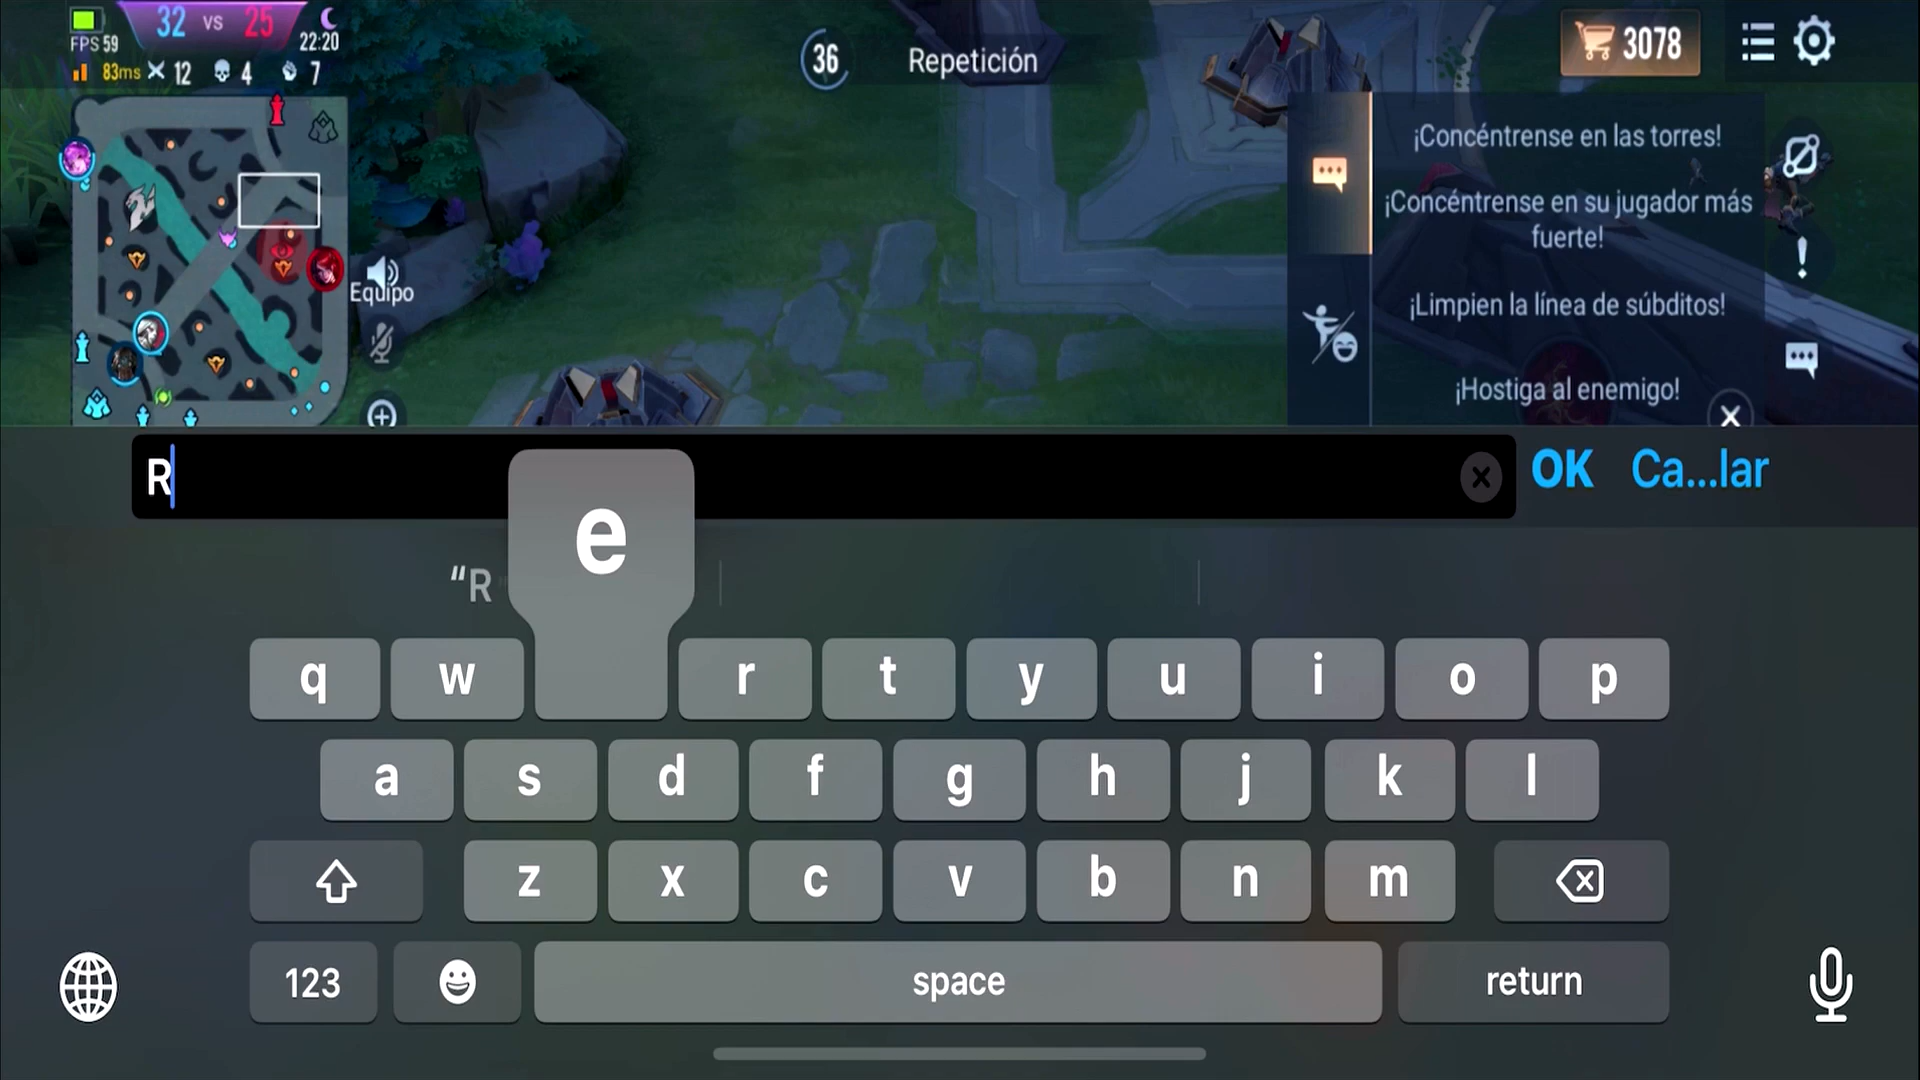 32 vs 25
FPS 59
22:20
83ms 12 4 7
36
Repetición
3078
¡Concéntrense en las torres!
¡Concéntrense en su jugador más
fuerte!
¡Limpien la línea de súbditos!
¡Hostiga al enemigo!
Equipo
R
OK
Ca...lar
“R
e
q w r t y u i o p
a s d f g h j k l
z x c v b n m
123 space return